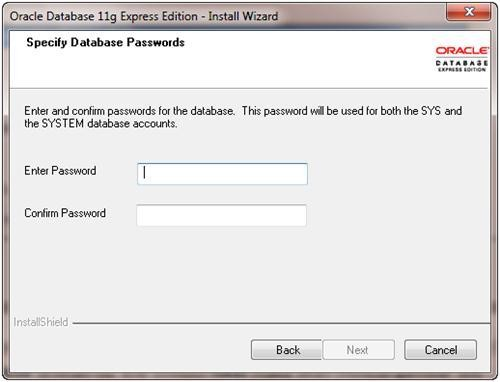 Oracle Database 11g Express Edition - Install Wizard
Specify Database Passwords
ORACLE
DATABASE
EXPRESS EDITION
Enter and confirm passwords for the database. This password will be used for both the SYS and
the SYSTEM database accounts.
Enter Password
Confirm Password
InstallShield
Back
Next
Cancel